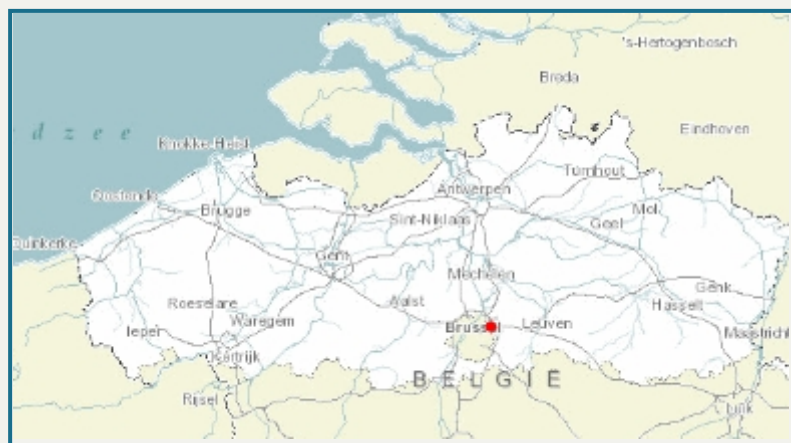 's-Hertogenbosch
Breda
d z e e
Eindhoven
Knokke-Heist
Turnhout
Antwerpen
Oostende
Mol
Brugge
Sint-Niklaas
Geel
Duinkerke
Gent
Mechelen
Genk
Roeselare
Aalst
Hasselt
Waregem
Ieper
Brussel
Leuven
Maastricht
Kortrijk
BELGIË
Rijsel
Luik